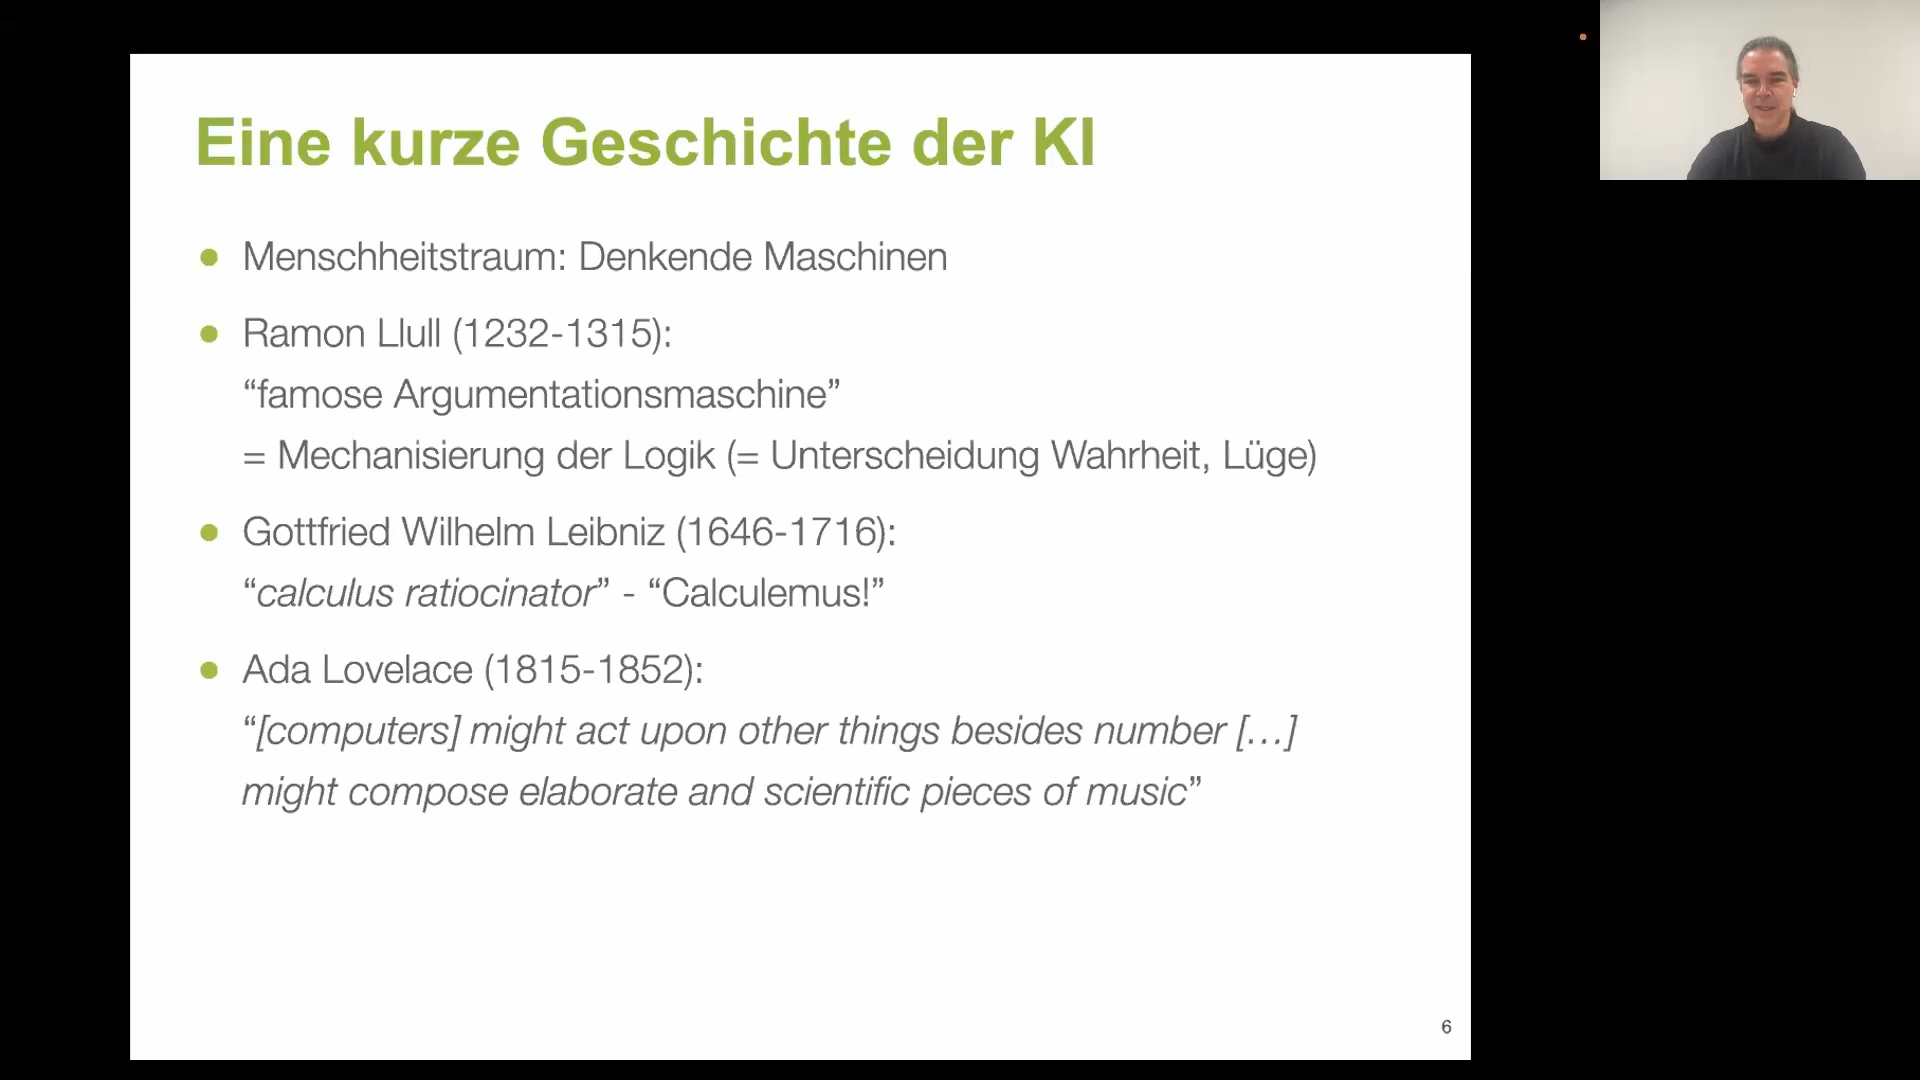 Eine kurze Geschichte der KI
Menschheitstraum: Denkende Maschinen
Ramon Llull (1232-1315):
“famose Argumentationsmaschine”
= Mechanisierung der Logik (= Unterscheidung Wahrheit, Lüge)
Gottfried Wilhelm Leibniz (1646-1716):
“calculus ratiocinator” - “Calculemus!”
Ada Lovelace (1815-1852):
“[computers] might act upon other things besides number […]
might compose elaborate and scientific pieces of music”
6